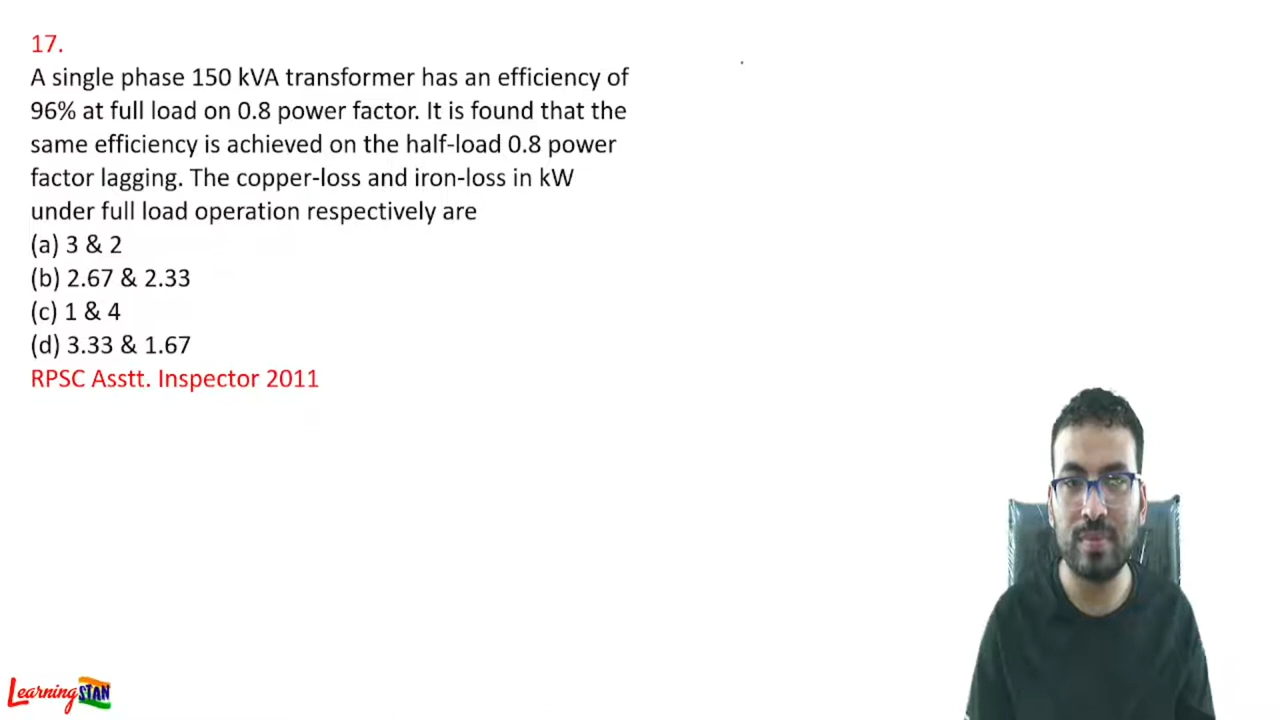 17.
A single phase 150 kVA transformer has an efficiency of
96% at full load on 0.8 power factor. It is found that the
same efficiency is achieved on the half-load 0.8 power
factor lagging. The copper-loss and iron-loss in kW
under full load operation respectively are
(a) 3 & 2
(b) 2.67 & 2.33
(c) 1 & 4
(d) 3.33 & 1.67
RPSC Asstt. Inspector 2011
Learning STAN